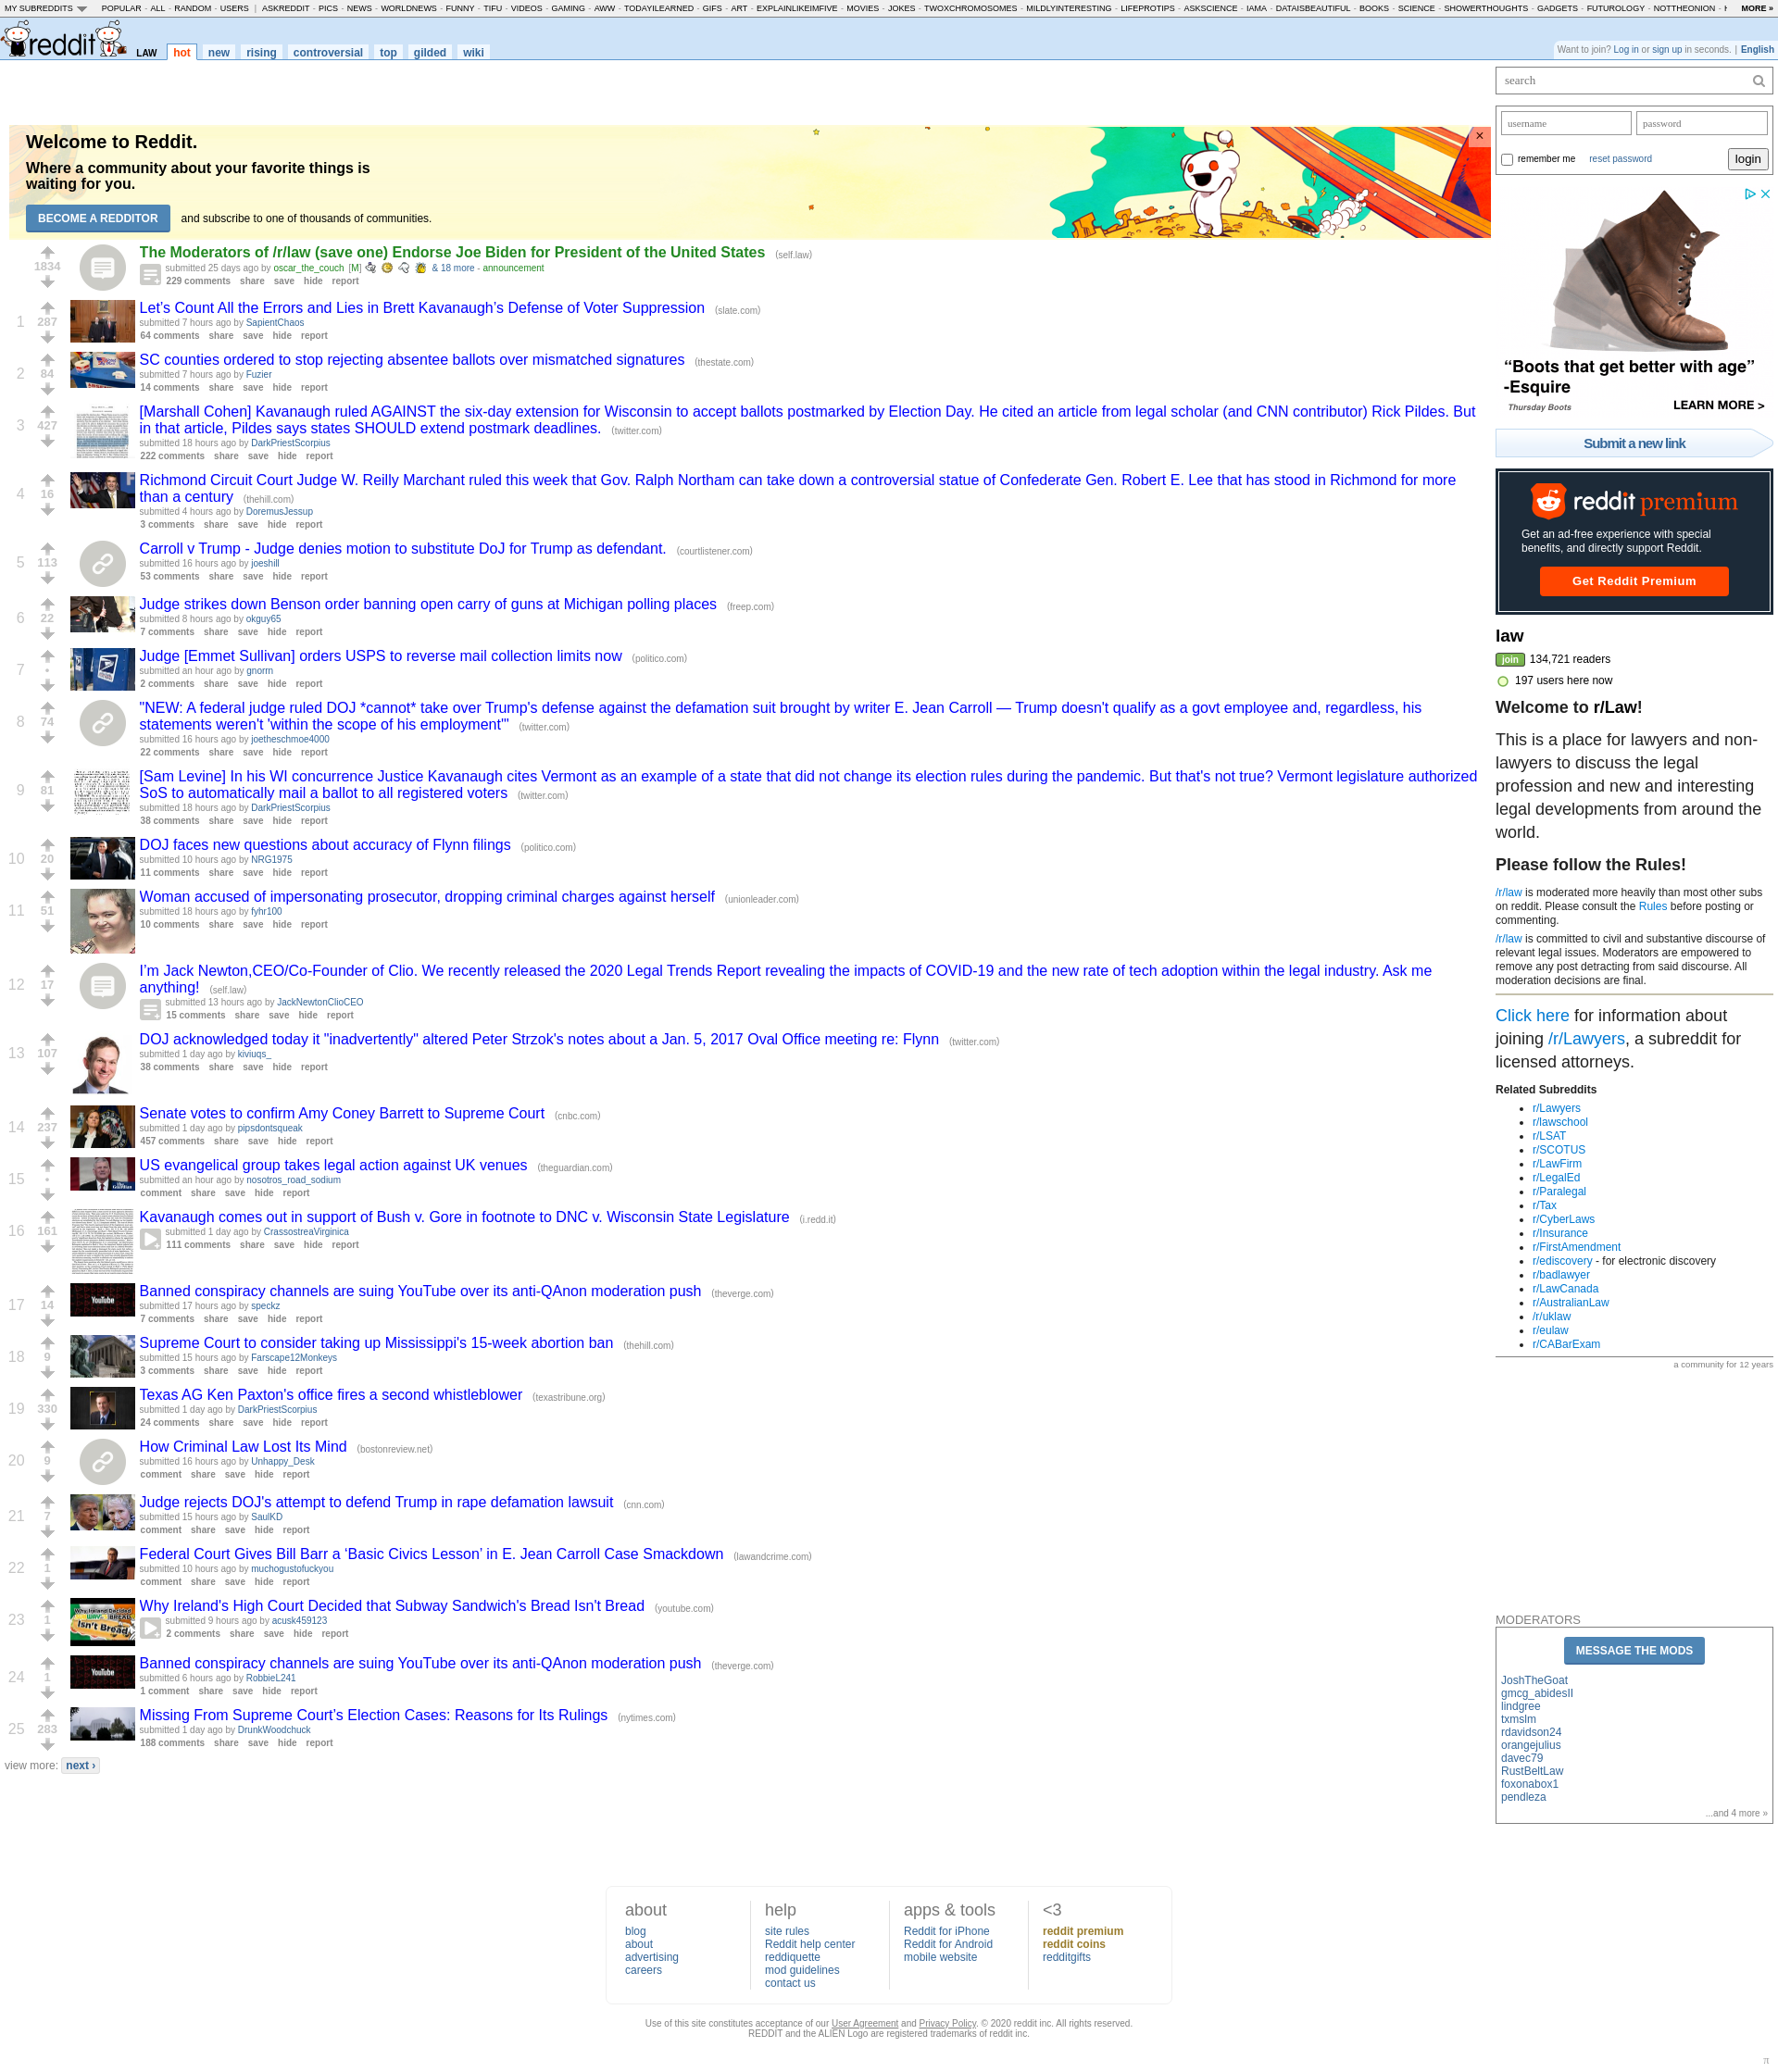 MY SUBREDDITS POPULAR - ALL - RANDOM - USERS | ASKREDDIT - PICS - NEWS - WORLDNEWS - FUNNY - TIFU - VIDEOS - GAMING - AWW - TODAYILEARNED - GIFS - ART - EXPLAINLIKEIMFIVE - MOVIES - JOKES - TWOXCHROMOSOMES - MILDLYINTERESTING - LIFEPROTIPS - ASKSCIENCE - IAMA - DATAISBEAUTIFUL - BOOKS - SCIENCE - SHOWERTHOUGHTS - GADGETS - FUTUROLOGY - NOTTHEONION - MORE »
reddit LAW hot new rising controversial top gilded wiki
Want to join? Log in or sign up in seconds. | English
Welcome to Reddit.
Where a community about your favorite things is
waiting for you.
BECOME A REDDITOR and subscribe to one of thousands of communities.
×
1834
The Moderators of /r/law (save one) Endorse Joe Biden for President of the United States (self.law)
submitted 25 days ago by oscar_the_couch [M] & 18 more - announcement
229 comments share save hide report
1 287
Let's Count All the Errors and Lies in Brett Kavanaugh's Defense of Voter Suppression (slate.com)
submitted 7 hours ago by SapientChaos
64 comments share save hide report
2 84
SC counties ordered to stop rejecting absentee ballots over mismatched signatures (thestate.com)
submitted 7 hours ago by Fuzier
14 comments share save hide report
3 427
[Marshall Cohen] Kavanaugh ruled AGAINST the six-day extension for Wisconsin to accept ballots postmarked by Election Day. He cited an article from legal scholar (and CNN contributor) Rick Pildes. But
in that article, Pildes says states SHOULD extend postmark deadlines. (twitter.com)
submitted 18 hours ago by DarkPriestScorpius
222 comments share save hide report
4 16
Richmond Circuit Court Judge W. Reilly Marchant ruled this week that Gov. Ralph Northam can take down a controversial statue of Confederate Gen. Robert E. Lee that has stood in Richmond for more
than a century (thehill.com)
submitted 4 hours ago by DoremusJessup
3 comments share save hide report
5 113
Carroll v Trump - Judge denies motion to substitute DoJ for Trump as defendant. (courtlistener.com)
submitted 16 hours ago by joeshill
53 comments share save hide report
6 22
Judge strikes down Benson order banning open carry of guns at Michigan polling places (freep.com)
submitted 8 hours ago by okguy65
7 comments share save hide report
7 •
Judge [Emmet Sullivan] orders USPS to reverse mail collection limits now (politico.com)
submitted an hour ago by gnorrn
2 comments share save hide report
8 74
"NEW: A federal judge ruled DOJ *cannot* take over Trump's defense against the defamation suit brought by writer E. Jean Carroll — Trump doesn't qualify as a govt employee and, regardless, his
statements weren't 'within the scope of his employment'" (twitter.com)
submitted 16 hours ago by joetheschmoe4000
22 comments share save hide report
9 81
[Sam Levine] In his WI concurrence Justice Kavanaugh cites Vermont as an example of a state that did not change its election rules during the pandemic. But that's not true? Vermont legislature authorized
SoS to automatically mail a ballot to all registered voters (twitter.com)
submitted 18 hours ago by DarkPriestScorpius
38 comments share save hide report
10 20
DOJ faces new questions about accuracy of Flynn filings (politico.com)
submitted 10 hours ago by NRG1975
11 comments share save hide report
11 51
Woman accused of impersonating prosecutor, dropping criminal charges against herself (unionleader.com)
submitted 18 hours ago by fyhr100
10 comments share save hide report
12 17
I'm Jack Newton,CEO/Co-Founder of Clio. We recently released the 2020 Legal Trends Report revealing the impacts of COVID-19 and the new rate of tech adoption within the legal industry. Ask me
anything! (self.law)
submitted 13 hours ago by JackNewtonClioCEO
15 comments share save hide report
13 107
DOJ acknowledged today it "inadvertently" altered Peter Strzok's notes about a Jan. 5, 2017 Oval Office meeting re: Flynn (twitter.com)
submitted 1 day ago by kiviuqs_
38 comments share save hide report
14 237
Senate votes to confirm Amy Coney Barrett to Supreme Court (cnbc.com)
submitted 1 day ago by pipsdontsqueak
457 comments share save hide report
15 •
US evangelical group takes legal action against UK venues (theguardian.com)
submitted an hour ago by nosotros_road_sodium
comment share save hide report
16 161
Kavanaugh comes out in support of Bush v. Gore in footnote to DNC v. Wisconsin State Legislature (i.redd.it)
submitted 1 day ago by CrassostreaVirginica
111 comments share save hide report
17 14
YouTube
Banned conspiracy channels are suing YouTube over its anti-QAnon moderation push (theverge.com)
submitted 17 hours ago by speckz
7 comments share save hide report
18 9
Supreme Court to consider taking up Mississippi's 15-week abortion ban (thehill.com)
submitted 15 hours ago by Farscape12Monkeys
3 comments share save hide report
19 330
Texas AG Ken Paxton's office fires a second whistleblower (texastribune.org)
submitted 1 day ago by DarkPriestScorpius
24 comments share save hide report
20 9
How Criminal Law Lost Its Mind (bostonreview.net)
submitted 16 hours ago by Unhappy_Desk
comment share save hide report
21 7
Judge rejects DOJ's attempt to defend Trump in rape defamation lawsuit (cnn.com)
submitted 15 hours ago by SaulKD
comment share save hide report
22 1
Federal Court Gives Bill Barr a ‘Basic Civics Lesson’ in E. Jean Carroll Case Smackdown (lawandcrime.com)
submitted 10 hours ago by muchogustofuckyou
comment share save hide report
23 1
Isn't Bread
Why Ireland's High Court Decided that Subway Sandwich's Bread Isn't Bread (youtube.com)
submitted 9 hours ago by acusk459123
2 comments share save hide report
24 1
YouTube
Banned conspiracy channels are suing YouTube over its anti-QAnon moderation push (theverge.com)
submitted 6 hours ago by RobbieL241
1 comment share save hide report
25 283
Missing From Supreme Court's Election Cases: Reasons for Its Rulings (nytimes.com)
submitted 1 day ago by DrunkWoodchuck
188 comments share save hide report
view more: next ›
search
username password
remember me reset password login
“Boots that get better with age”
-Esquire
Thursday Boots LEARN MORE >
Submit a new link
reddit premium
Get an ad-free experience with special
benefits, and directly support Reddit.
Get Reddit Premium
law
join 134,721 readers
197 users here now
Welcome to r/Law!
This is a place for lawyers and non-
lawyers to discuss the legal
profession and new and interesting
legal developments from around the
world.
Please follow the Rules!
/r/law is moderated more heavily than most other subs
on reddit. Please consult the Rules before posting or
commenting.
/r/law is committed to civil and substantive discourse of
relevant legal issues. Moderators are empowered to
remove any post detracting from said discourse. All
moderation decisions are final.
Click here for information about
joining /r/Lawyers, a subreddit for
licensed attorneys.
Related Subreddits
r/Lawyers
r/lawschool
r/LSAT
r/SCOTUS
r/LawFirm
r/LegalEd
r/Paralegal
r/Tax
r/CyberLaws
r/Insurance
r/FirstAmendment
r/ediscovery - for electronic discovery
r/badlawyer
r/LawCanada
r/AustralianLaw
/r/uklaw
r/eulaw
r/CABarExam
a community for 12 years
MODERATORS
MESSAGE THE MODS
JoshTheGoat
gmcg_abidesII
lindgree
txmslm
rdavidson24
orangejulius
davec79
RustBeltLaw
foxonabox1
pendleza
...and 4 more »
about help apps & tools <3
blog site rules Reddit for iPhone reddit premium
about Reddit help center Reddit for Android reddit coins
advertising reddiquette mobile website redditgifts
careers mod guidelines
contact us
Use of this site constitutes acceptance of our User Agreement and Privacy Policy. © 2020 reddit inc. All rights reserved.
REDDIT and the ALIEN Logo are registered trademarks of reddit inc.
π